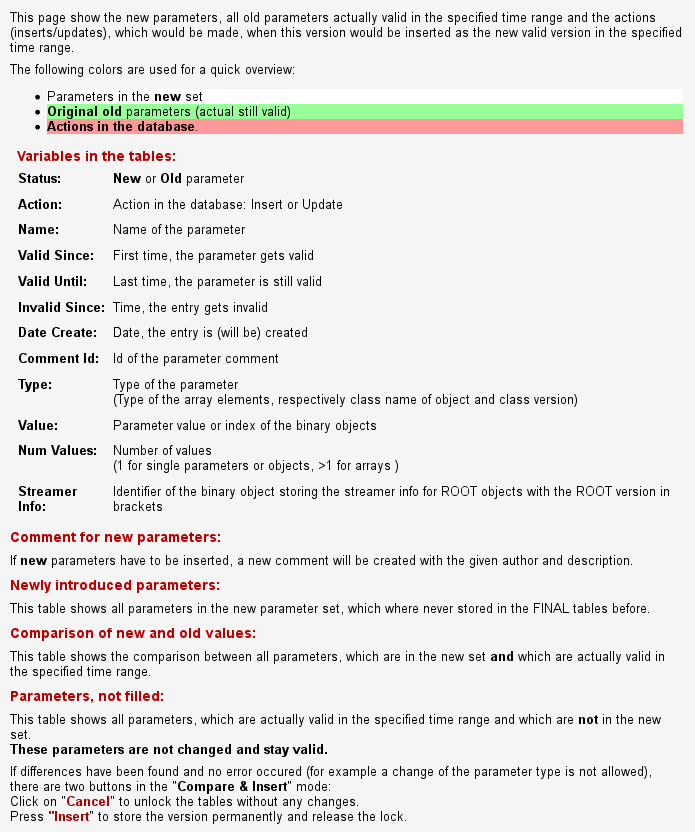 This page show the new parameters, all old parameters actually valid in the specified time range and the actions
(inserts/updates), which would be made, when this version would be inserted as the new valid version in the specified
time range.
The following colors are used for a quick overview:
• Parameters in the new set
• Original old parameters (actual still valid)
• Actions in the database.
Variables in the tables:
Status: New or Old parameter
Action: Action in the database: Insert or Update
Name: Name of the parameter
Valid Since: First time, the parameter gets valid
Valid Until: Last time, the parameter is still valid
Invalid Since: Time, the entry gets invalid
Date Create: Date, the entry is (will be) created
Comment Id: Id of the parameter comment
Type: Type of the parameter
(Type of the array elements, respectively class name of object and class version)
Value: Parameter value or index of the binary objects
Num Values: Number of values
(1 for single parameters or objects, >1 for arrays )
Streamer Identifier of the binary object storing the streamer info for ROOT objects with the ROOT version in
Info: brackets
Comment for new parameters:
If new parameters have to be inserted, a new comment will be created with the given author and description.
Newly introduced parameters:
This table shows all parameters in the new parameter set, which where never stored in the FINAL tables before.
Comparison of new and old values:
This table shows the comparison between all parameters, which are in the new set and which are actually valid in
the specified time range.
Parameters, not filled:
This table shows all parameters, which are actually valid in the specified time range and which are not in the new
set.
These parameters are not changed and stay valid.
If differences have been found and no error occured (for example a change of the parameter type is not allowed),
there are two buttons in the "Compare & Insert" mode:
Click on "Cancel" to unlock the tables without any changes.
Press "Insert" to store the version permanently and release the lock.